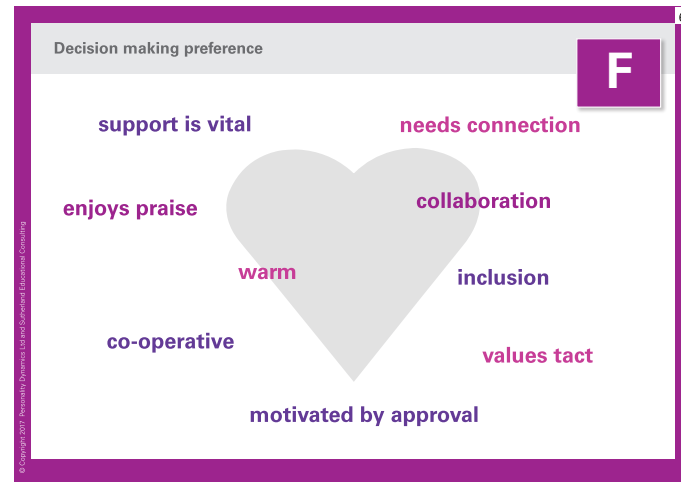 Decision making preference
F
support is vital
needs connection
enjoys praise
collaboration
warm
inclusion
co-operative
values tact
motivated by approval
© Copyright 2017 Personality Dynamics Ltd and Sutherland Educational Consulting